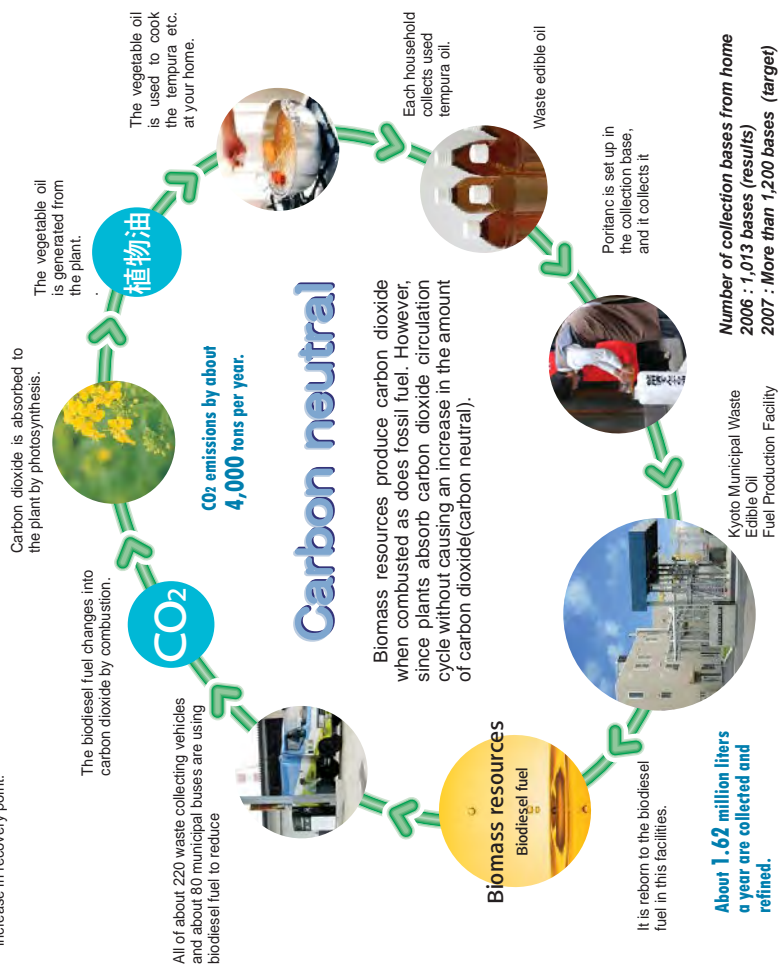 increase in recovery point.
Carbon dioxide is absorbed to
the plant by photosynthesis.
The vegetable oil
is generated from
the plant.
.
植物油
The vegetable oil
is used to cook
the tempura etc.
at your home.
Each household
collects used
tempura oil.
Waste edible oil
Poritanc is set up in
the collection base,
and it collects it
Number of collection bases from home
2006 : 1,013 bases (results)
2007 : More than 1,200 bases (target)
Kyoto Municipal Waste
Edible Oil
Fuel Production Facility
About 1.62 million liters
a year are collected and
refined.
It is reborn to the biodiesel
fuel in this facilities.
Biomass resources
Biodiesel fuel
All of about 220 waste collecting vehicles
and about 80 municipal buses are using
biodiesel fuel to reduce
CO2 emissions by about
4,000 tons per year.
The biodiesel fuel changes into
carbon dioxide by combustion.
CO2
Carbon neutral
Biomass resources produce carbon dioxide
when combusted as does fossil fuel. However,
since plants absorb carbon dioxide circulation
cycle without causing an increase in the amount
of carbon dioxide(carbon neutral).